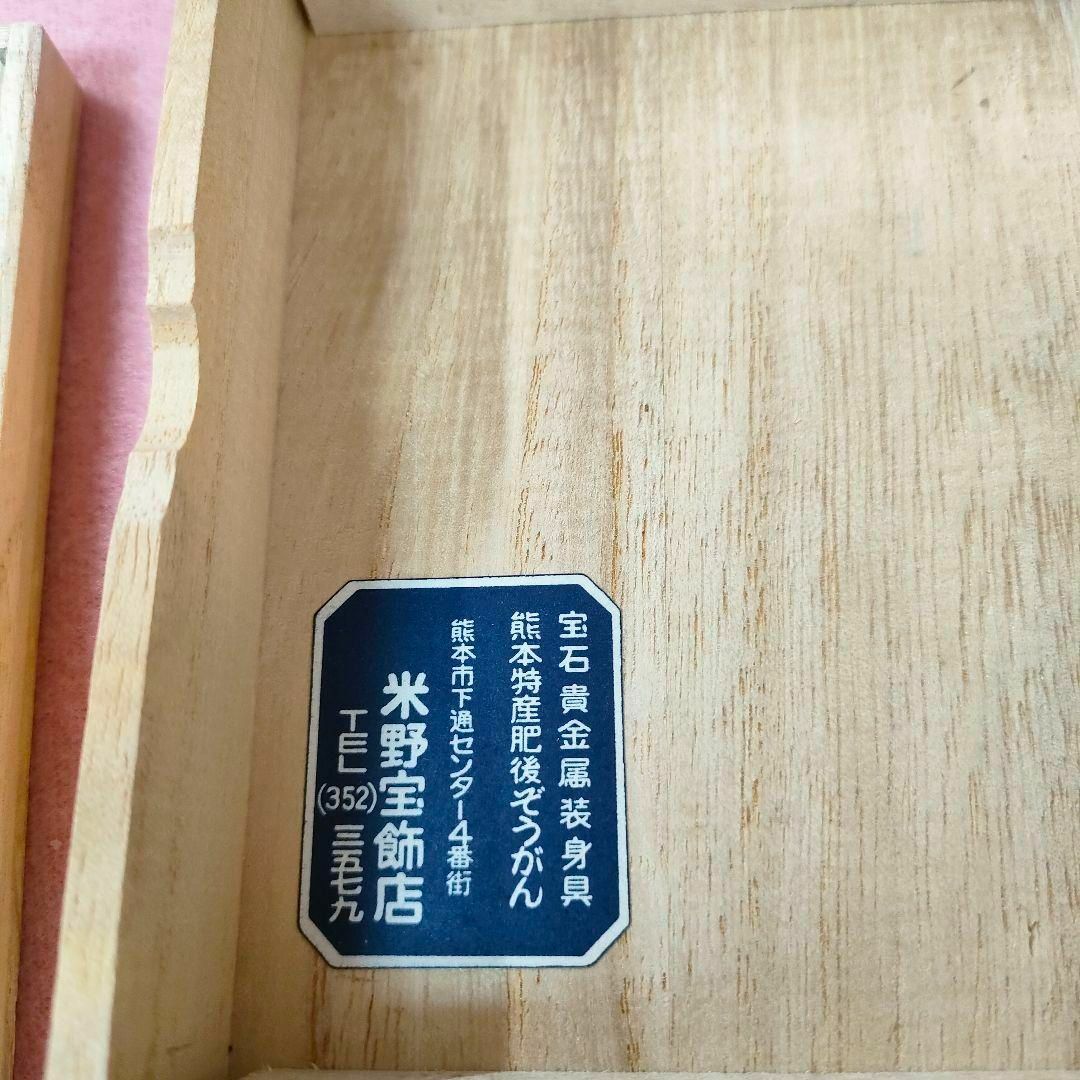 宝石貴金属装身具
熊本特産肥後ぞうがん
熊本市下通センター4番街
米野宝飾店
TEL(352)三五七九